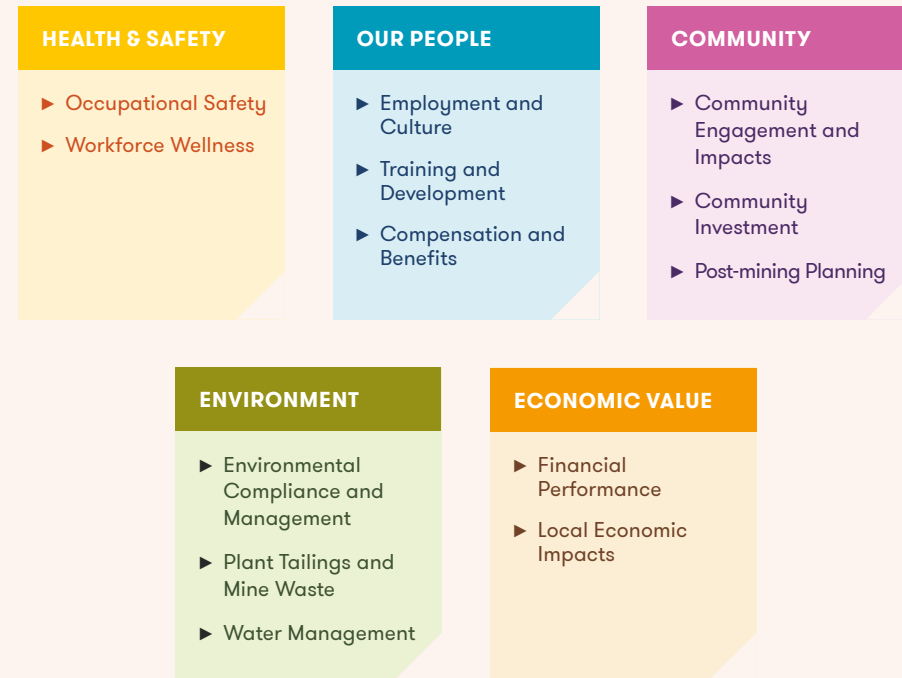 HEALTH & SAFETY
► Occupational Safety
► Workforce Wellness
OUR PEOPLE
► Employment and
Culture
► Training and
Development
► Compensation and
Benefits
COMMUNITY
► Community
Engagement and
Impacts
► Community
Investment
► Post-mining Planning
ENVIRONMENT
► Environmental
Compliance and
Management
► Plant Tailings and
Mine Waste
► Water Management
ECONOMIC VALUE
► Financial
Performance
► Local Economic
Impacts